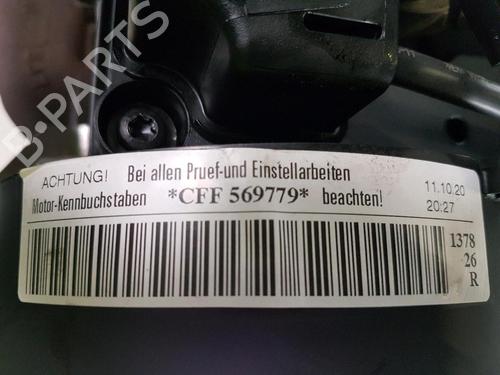 B-PARTS
ACHTUNG! Bei allen Pruef-und Einstellarbeiten 11.10.20
Motor-Kennbuchstaben *CFF 569779* beachten! 20:27
1378
26
R